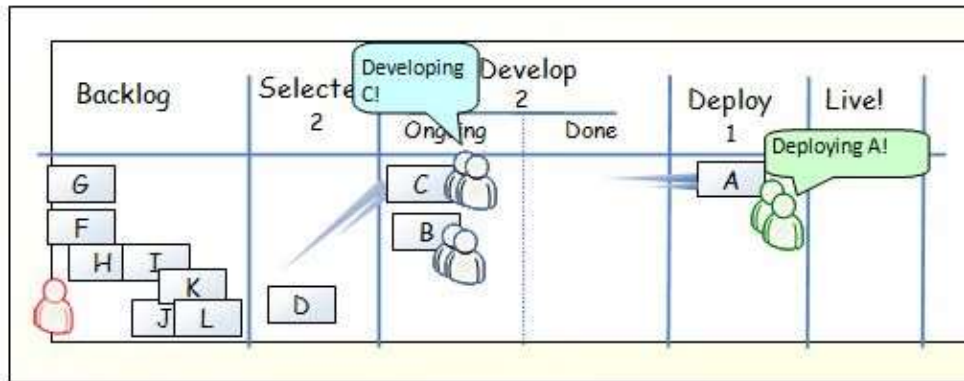 Developing
C!
Backlog
Selecte
2
Develop
2
Ongoing
Done
Deploy
1
Live!
Deploying A!
G
F
H I
K
J L
D
C
B
A